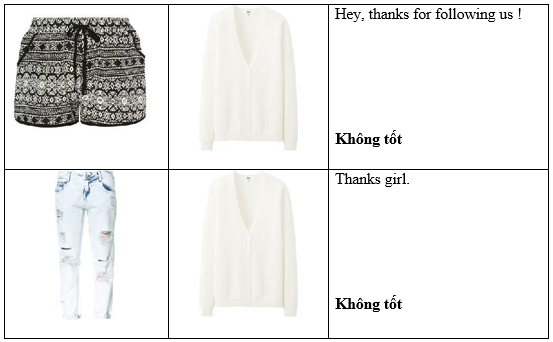 Hey, thanks for following us !
Không tốt
Thanks girl.
Không tốt